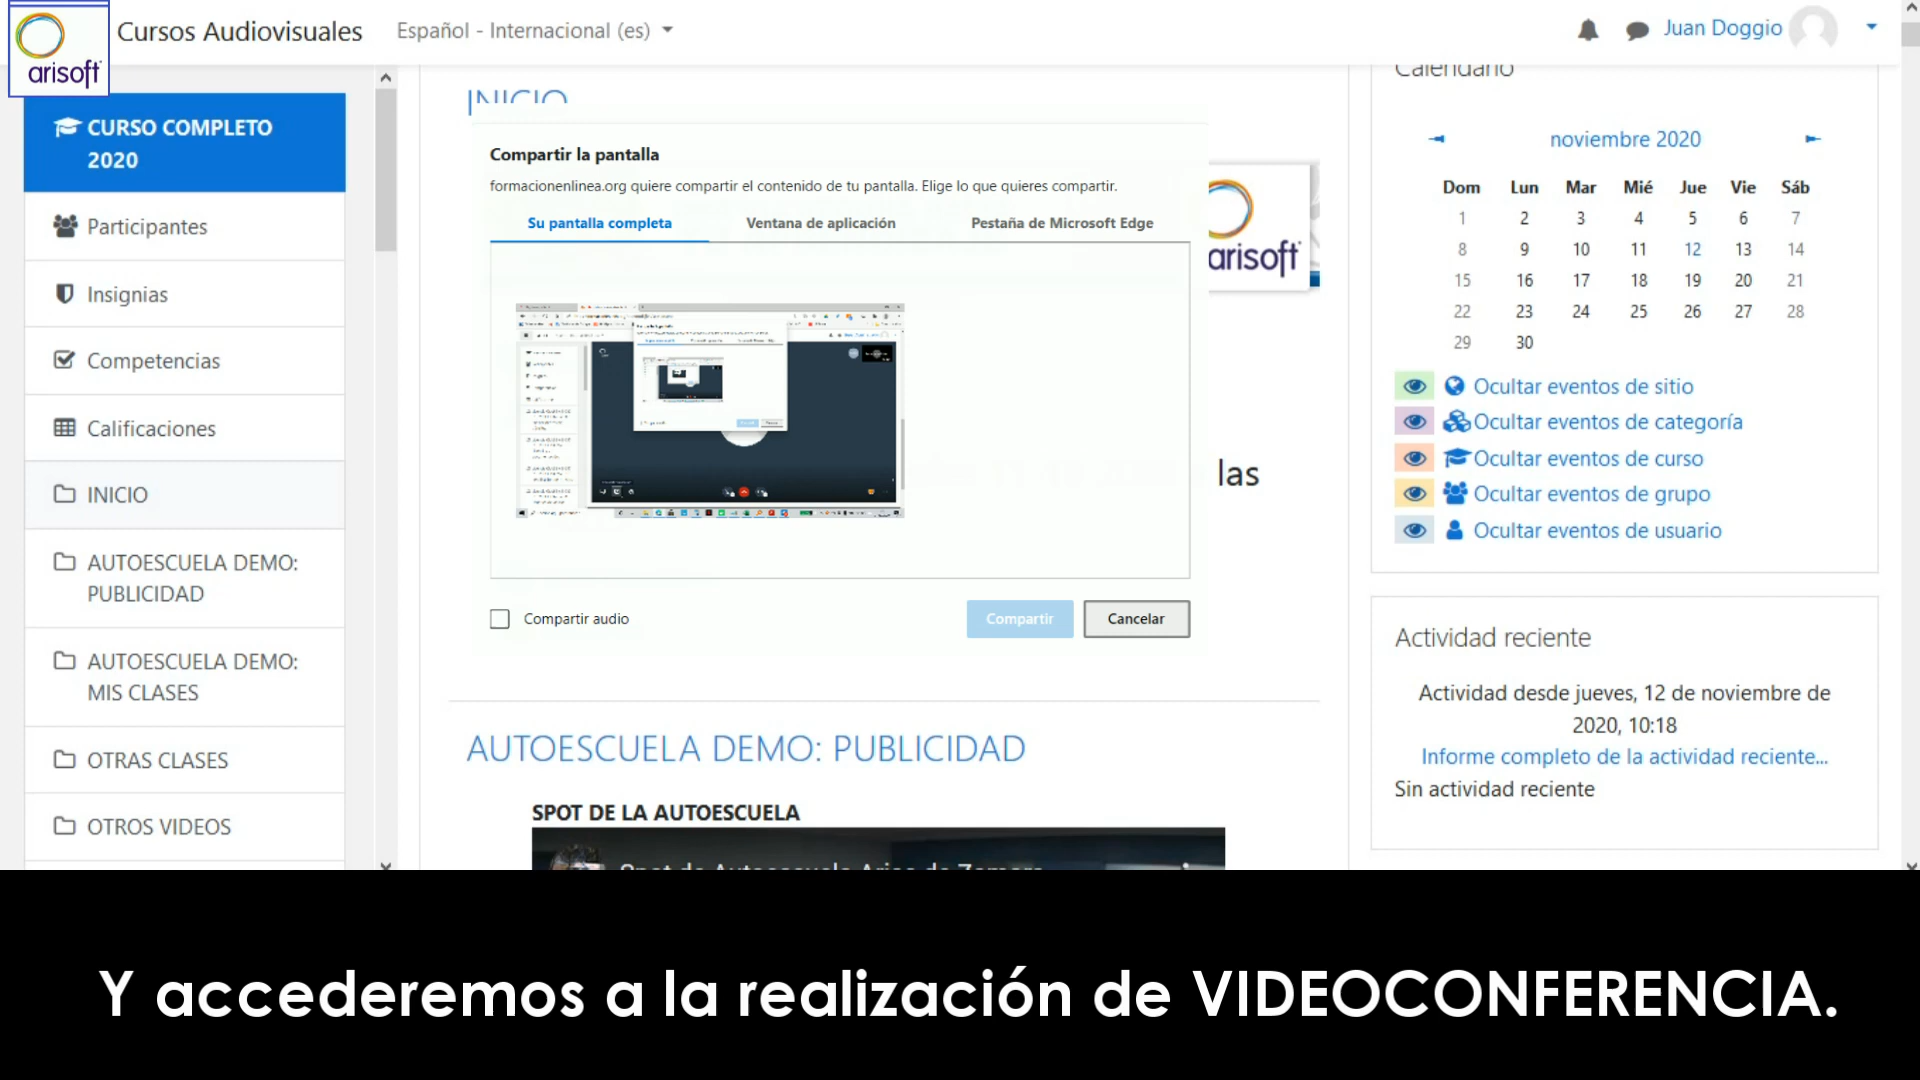 arisoft
Cursos Audiovisuales
Español - Internacional (es)
Juan Doggio
CURSO COMPLETO
2020
Participantes
Insignias
Competencias
Calificaciones
INICIO
AUTOESCUELA DEMO:
PUBLICIDAD
AUTOESCUELA DEMO:
MIS CLASES
OTRAS CLASES
OTROS VIDEOS
INICIO
Compartir la pantalla
formacionenlinea.org quiere compartir el contenido de tu pantalla. Elige lo que quieres compartir.
Su pantalla completa
Ventana de aplicación
Pestaña de Microsoft Edge
Compartir audio
Compartir
Cancelar
arisoft
las
AUTOESCUELA DEMO: PUBLICIDAD
SPOT DE LA AUTOESCUELA
Calendario
noviembre 2020
Dom Lun Mar Mié Jue Vie Sáb
1 2 3 4 5 6 7
8 9 10 11 12 13 14
15 16 17 18 19 20 21
22 23 24 25 26 27 28
29 30
Ocultar eventos de sitio
Ocultar eventos de categoría
Ocultar eventos de curso
Ocultar eventos de grupo
Ocultar eventos de usuario
Actividad reciente
Actividad desde jueves, 12 de noviembre de
2020, 10:18
Informe completo de la actividad reciente...
Sin actividad reciente
Y accederemos a la realización de VIDEOCONFERENCIA.